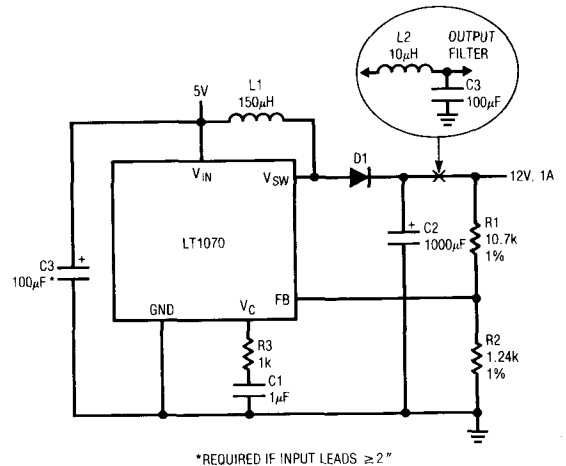 L2
10µH
OUTPUT
FILTER
C3
100µF
5V
L1
150µH
VIN
VSW
D1
12V, 1A
LT1070
C2
1000µF
+
R1
10.7k
1%
C3
100µF*
+
GND
VC
FB
R3
1k
C1
1µF
R2
1.24k
1%
*REQUIRED IF INPUT LEADS ≥ 2"